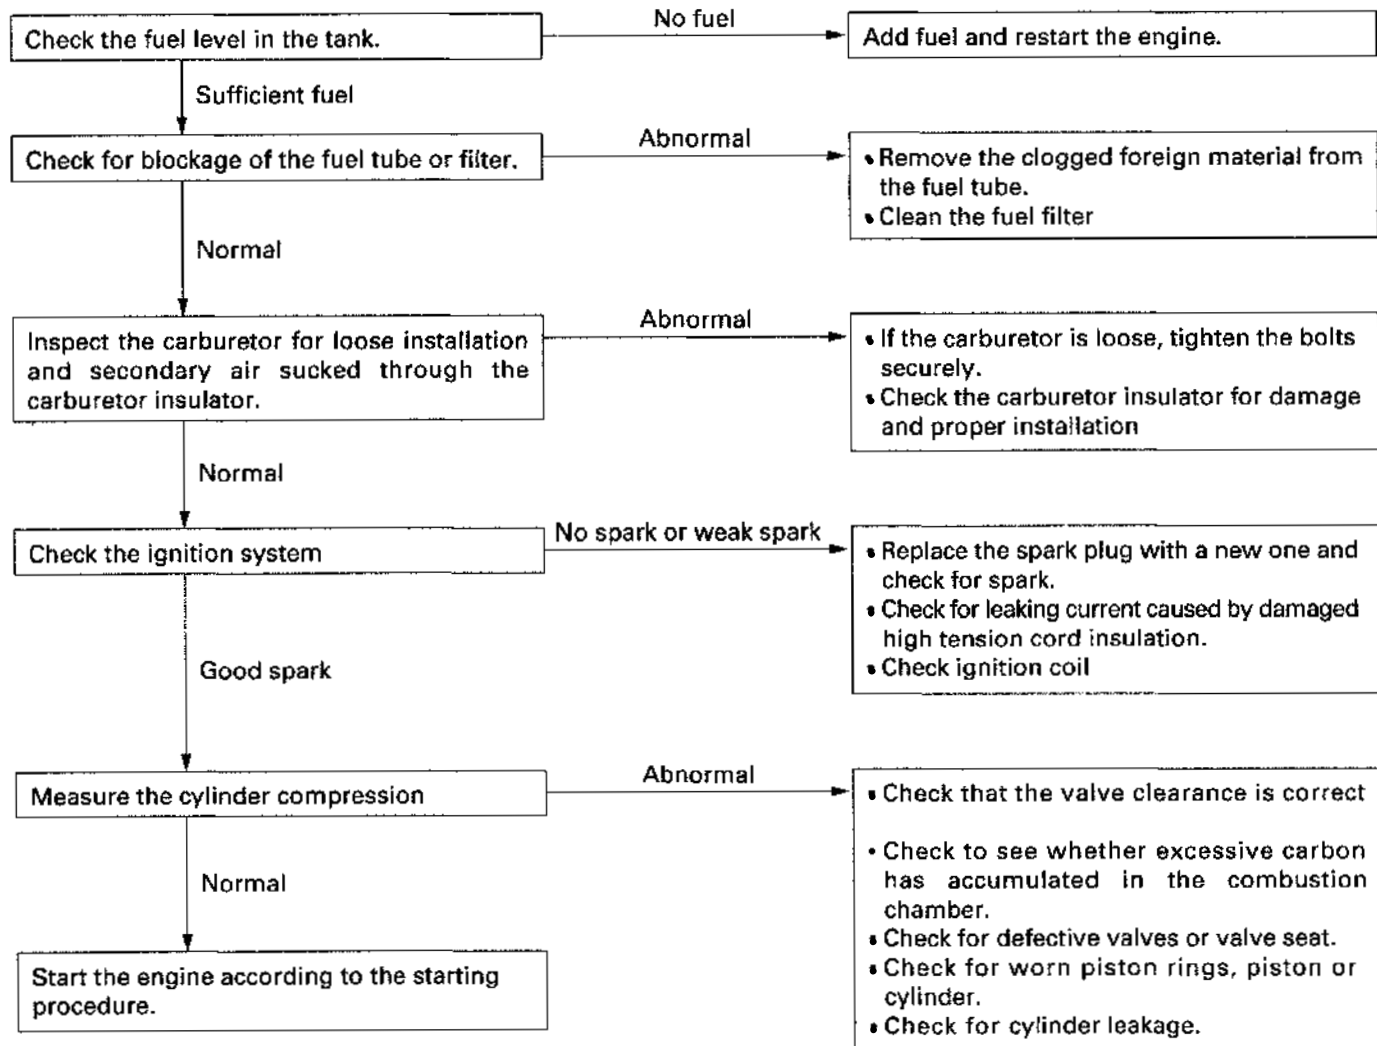 Check the fuel level in the tank.
No fuel
Add fuel and restart the engine.
Sufficient fuel
Check for blockage of the fuel tube or filter.
Abnormal
• Remove the clogged foreign material from
the fuel tube.
• Clean the fuel filter
Normal
Inspect the carburetor for loose installation
and secondary air sucked through the
carburetor insulator.
Abnormal
• If the carburetor is loose, tighten the bolts
securely.
• Check the carburetor insulator for damage
and proper installation
Normal
Check the ignition system
No spark or weak spark
• Replace the spark plug with a new one and
check for spark.
• Check for leaking current caused by damaged
high tension cord insulation.
• Check ignition coil
Good spark
Measure the cylinder compression
Abnormal
• Check that the valve clearance is correct
• Check to see whether excessive carbon
has accumulated in the combustion
chamber.
• Check for defective valves or valve seat.
• Check for worn piston rings, piston or
cylinder.
• Check for cylinder leakage.
Normal
Start the engine according to the starting
procedure.